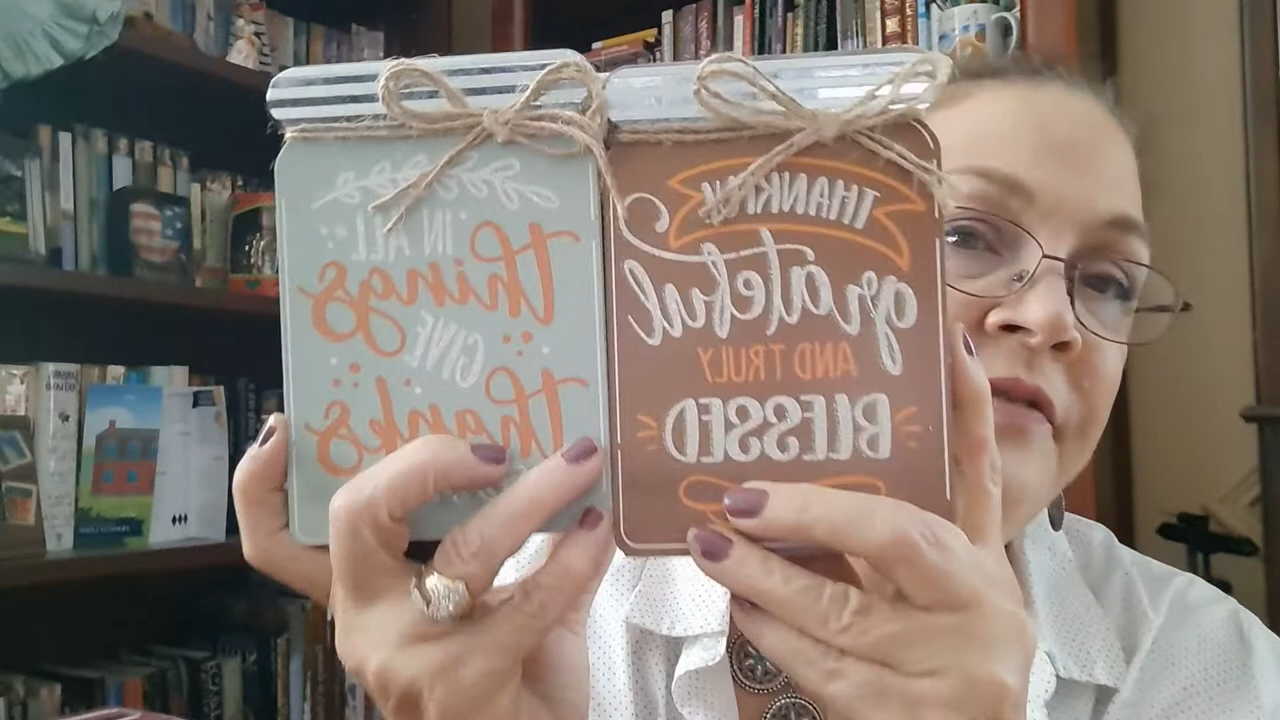 IN ALL
things
GIVE
thanks
THANKFUL
grateful
AND TRULY
BLESSED